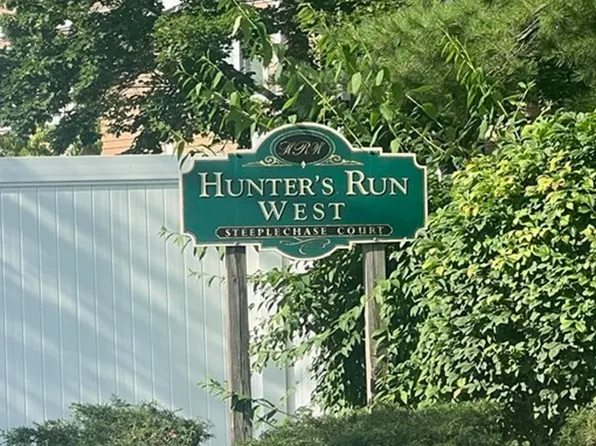 HRW
HUNTER'S RUN
WEST
STEEPLECHASE COURT